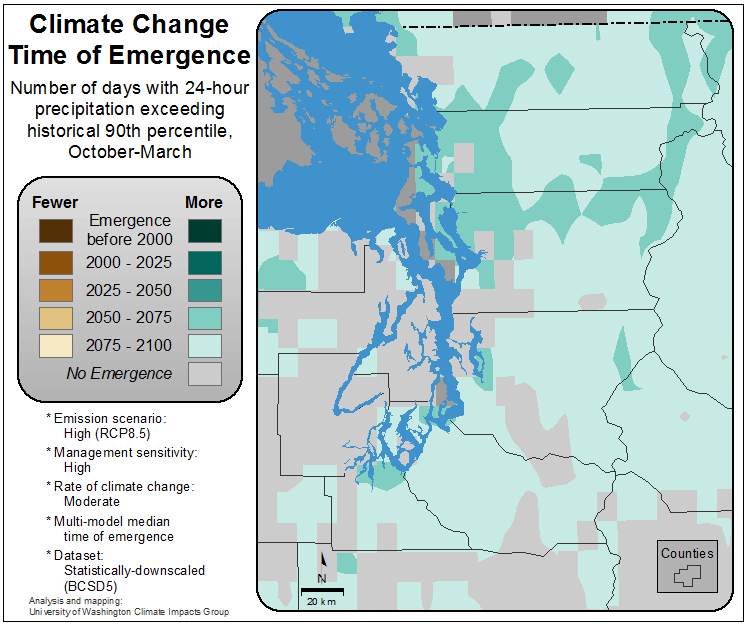 Climate Change
Time of Emergence
Number of days with 24-hour
precipitation exceeding
historical 90th percentile,
October-March
Fewer More
Emergence
before 2000
2000 - 2025
2025 - 2050
2050 - 2075
2075 - 2100
No Emergence
* Emission scenario:
High (RCP8.5)
* Management sensitivity:
High
* Rate of climate change:
Moderate
* Multi-model median
time of emergence
* Dataset:
Statistically-downscaled
(BCSD5)
Analysis and mapping:
University of Washington Climate Impacts Group
N
20 km
Counties